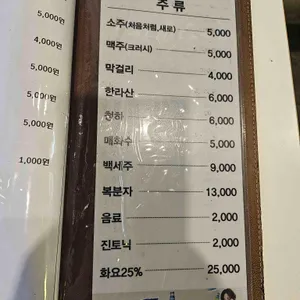 5,000원
4,000원
5,000원
5,000원
5,000원
1,000원
주 류
소주(처음처럼,새로) 5,000
맥주(크러시) 5,000
막걸리 4,000
한라산 6,000
청하 6,000
매화수 5,000
백세주 9,000
복분자 13,000
음료 2,000
진토닉 2,000
화요25% 25,000